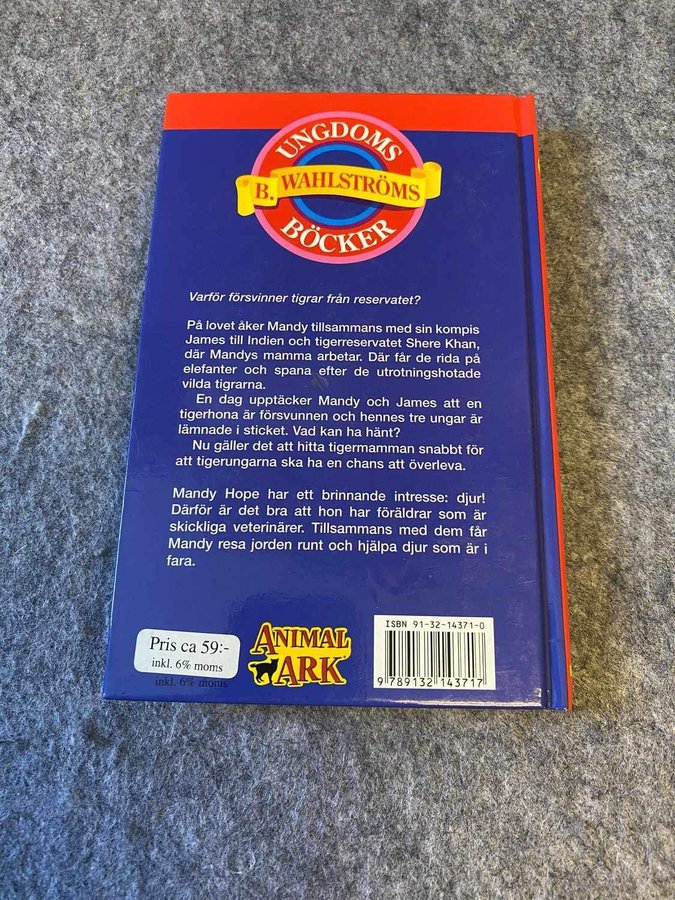 UNGDOMS
B. WAHLSTRÖMS
BÖCKER
Varför försvinner tigrar från reservatet?
På lovet åker Mandy tillsammans med sin kompis
James till Indien och tigerreservatet Shere Khan,
där Mandys mamma arbetar. Där får de rida på
elefanter och spana efter de utrotningshotade
vilda tigrarna.
En dag upptäcker Mandy och James att en
tigerhona är försvunnen och hennes tre ungar är
lämnade i sticket. Vad kan ha hänt?
Nu gäller det att hitta tigermamman snabbt för
att tigerungarna ska ha en chans att överleva.
Mandy Hope har ett brinnande intresse: djur!
Därför är det bra att hon har föräldrar som är
skickliga veterinärer. Tillsammans med dem får
Mandy resa jorden runt och hjälpa djur som är i
fara.
Pris ca 59:-
inkl. 6% moms
inkl. 6% moms
ANIMAL
ARK
ISBN 91-32-14371-0
9 789132 143717